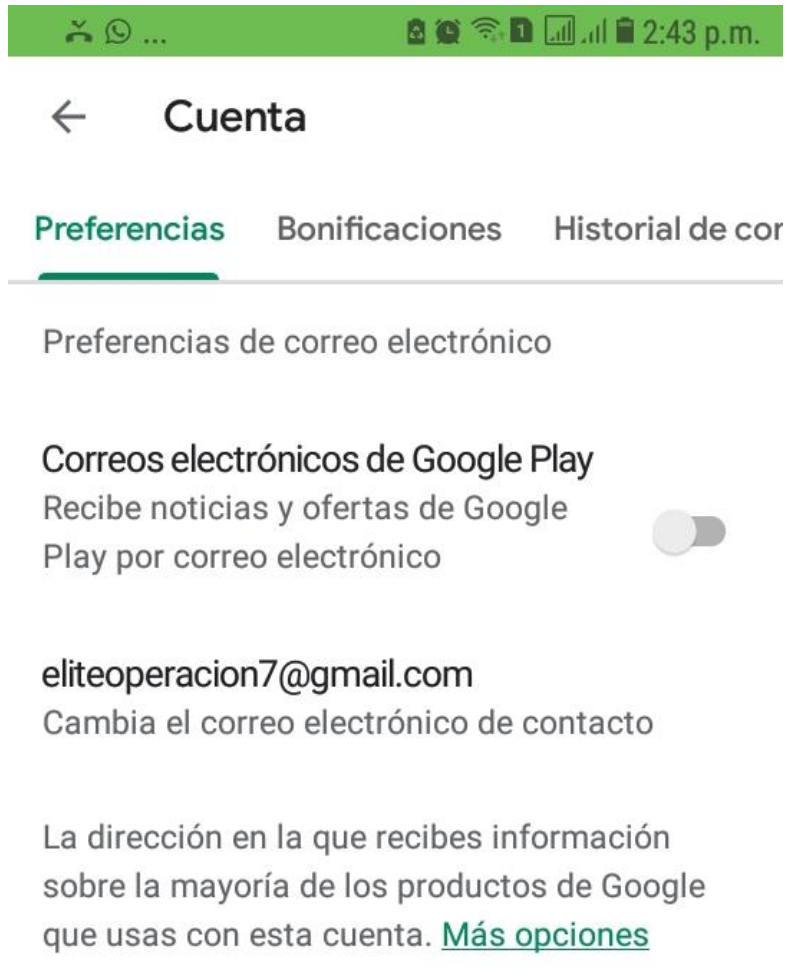 ... 1 2:43 p.m.
Cuenta
Preferencias Bonificaciones Historial de cor
Preferencias de correo electrónico
Correos electrónicos de Google Play
Recibe noticias y ofertas de Google
Play por correo electrónico
eliteoperacion7@gmail.com
Cambia el correo electrónico de contacto
La dirección en la que recibes información
sobre la mayoría de los productos de Google
que usas con esta cuenta. Más opciones